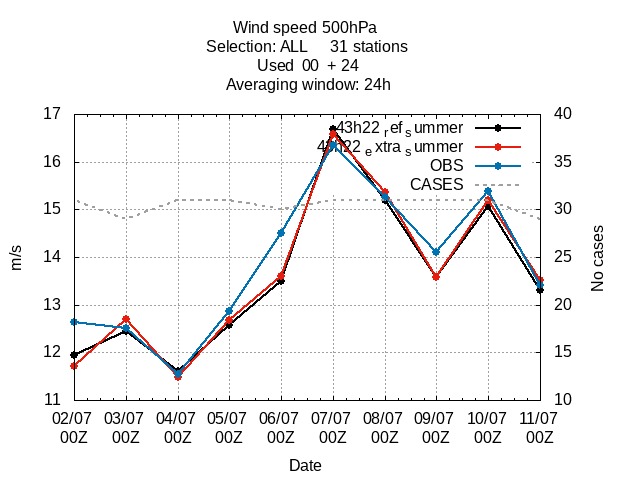 Wind speed 500hPa
Selection: ALL 31 stations
Used 00 + 24
Averaging window: 24h
17 40
43h22 ref summer
43h22 extra summer
16 35
OBS
CASES
15 30
14 25
13 20
12 15
11 10
m/s
No cases
02/07 03/07 04/07 05/07 06/07 07/07 08/07 09/07 10/07 11/07
00Z 00Z 00Z 00Z 00Z 00Z 00Z 00Z 00Z 00Z
Date